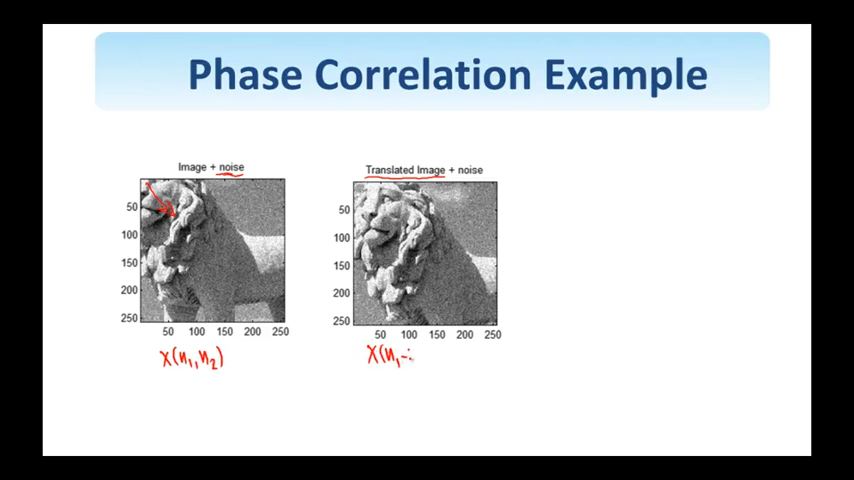 Phase Correlation Example
Image + noise
Translated Image + noise
50
100
150
200
250
50 100 150 200 250
50
100
150
200
250
50 100 150 200 250
X(n₁,n₂)
X(n₁-